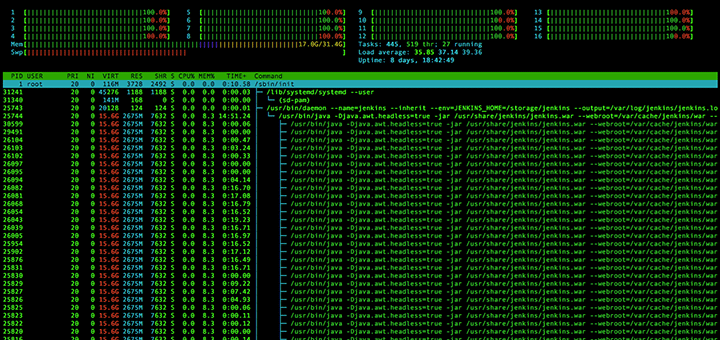 1 [100.0%] 5 [100.0%] 9 [100.0%] 13 [100.0%]
2 [100.0%] 6 [100.0%] 10 [100.0%] 14 [100.0%]
3 [100.0%] 7 [100.0%] 11 [100.0%] 15 [100.0%]
4 [100.0%] 8 [100.0%] 12 [100.0%] 16 [100.0%]
Mem[17.0G/31.4G] Tasks: 445, 519 thr; 27 running
Swp[ Load average: 35.85 37.14 39.36
Uptime: 8 days, 18:42:49
PID USER PRI NI VIRT RES SHR S CPU% MEM% TIME+ Command
1 root 20 0 116M 3728 2492 S 0.0 0.0 0:10.58 /sbin/init
31241 20 0 45276 1188 1188 S 0.0 0.0 0:00.03 /lib/systemd/systemd --user
31340 20 0 141M 168 0 S 0.0 0.0 0:00.00 (sd-pam)
25743 20 0 20128 124 124 S 0.0 0.0 0:00.01 /usr/bin/daemon --name=jenkins --inherit --env=JENKINS_HOME=/storage/jenkins --output=/var/log/jenkins/jenkins.lo
25744 20 0 15.6G 2675M 7632 S 1.3 8.3 14:51.24 /usr/bin/java -Djava.awt.headless=true -jar /usr/share/jenkins/jenkins.war --webroot=/var/cache/jenkins/war --
30599 20 0 15.6G 2675M 7632 S 0.0 8.3 0:00.06 /usr/bin/java -Djava.awt.headless=true -jar /usr/share/jenkins/jenkins.war --webroot=/var/cache/jenkins/war
29491 20 0 15.6G 2675M 7632 S 0.0 8.3 0:00.00 /usr/bin/java -Djava.awt.headless=true -jar /usr/share/jenkins/jenkins.war --webroot=/var/cache/jenkins/war
26104 20 0 15.6G 2675M 7632 S 0.0 8.3 0:00.47 /usr/bin/java -Djava.awt.headless=true -jar /usr/share/jenkins/jenkins.war --webroot=/var/cache/jenkins/war
26103 20 0 15.6G 2675M 7632 S 0.0 8.3 0:03.24 /usr/bin/java -Djava.awt.headless=true -jar /usr/share/jenkins/jenkins.war --webroot=/var/cache/jenkins/war
26102 20 0 15.6G 2675M 7632 S 0.0 8.3 0:00.33 /usr/bin/java -Djava.awt.headless=true -jar /usr/share/jenkins/jenkins.war --webroot=/var/cache/jenkins/war
26097 20 0 15.6G 2675M 7632 S 0.0 8.3 0:00.00 /usr/bin/java -Djava.awt.headless=true -jar /usr/share/jenkins/jenkins.war --webroot=/var/cache/jenkins/war
26095 20 0 15.6G 2675M 7632 S 0.0 8.3 0:00.00 /usr/bin/java -Djava.awt.headless=true -jar /usr/share/jenkins/jenkins.war --webroot=/var/cache/jenkins/war
26094 20 0 15.6G 2675M 7632 S 0.0 8.3 0:04.14 /usr/bin/java -Djava.awt.headless=true -jar /usr/share/jenkins/jenkins.war --webroot=/var/cache/jenkins/war
26082 20 0 15.6G 2675M 7632 S 0.0 8.3 0:16.70 /usr/bin/java -Djava.awt.headless=true -jar /usr/share/jenkins/jenkins.war --webroot=/var/cache/jenkins/war
26081 20 0 15.6G 2675M 7632 S 0.0 8.3 0:17.08 /usr/bin/java -Djava.awt.headless=true -jar /usr/share/jenkins/jenkins.war --webroot=/var/cache/jenkins/war
26068 20 0 15.6G 2675M 7632 S 0.0 8.3 0:16.79 /usr/bin/java -Djava.awt.headless=true -jar /usr/share/jenkins/jenkins.war --webroot=/var/cache/jenkins/war
26054 20 0 15.6G 2675M 7632 S 0.0 8.3 0:16.52 /usr/bin/java -Djava.awt.headless=true -jar /usr/share/jenkins/jenkins.war --webroot=/var/cache/jenkins/war
26043 20 0 15.6G 2675M 7632 S 0.0 8.3 0:19.23 /usr/bin/java -Djava.awt.headless=true -jar /usr/share/jenkins/jenkins.war --webroot=/var/cache/jenkins/war
26039 20 0 15.6G 2675M 7632 S 0.0 8.3 0:16.71 /usr/bin/java -Djava.awt.headless=true -jar /usr/share/jenkins/jenkins.war --webroot=/var/cache/jenkins/war
26005 20 0 15.6G 2675M 7632 S 0.0 8.3 0:16.97 /usr/bin/java -Djava.awt.headless=true -jar /usr/share/jenkins/jenkins.war --webroot=/var/cache/jenkins/war
25954 20 0 15.6G 2675M 7632 S 0.0 8.3 0:16.52 /usr/bin/java -Djava.awt.headless=true -jar /usr/share/jenkins/jenkins.war --webroot=/var/cache/jenkins/war
25902 20 0 15.6G 2675M 7632 S 0.0 8.3 0:17.12 /usr/bin/java -Djava.awt.headless=true -jar /usr/share/jenkins/jenkins.war --webroot=/var/cache/jenkins/war
25876 20 0 15.6G 2675M 7632 S 0.0 8.3 0:16.49 /usr/bin/java -Djava.awt.headless=true -jar /usr/share/jenkins/jenkins.war --webroot=/var/cache/jenkins/war
25831 20 0 15.6G 2675M 7632 S 0.0 8.3 0:16.71 /usr/bin/java -Djava.awt.headless=true -jar /usr/share/jenkins/jenkins.war --webroot=/var/cache/jenkins/war
25830 20 0 15.6G 2675M 7632 S 0.0 8.3 0:00.00 /usr/bin/java -Djava.awt.headless=true -jar /usr/share/jenkins/jenkins.war --webroot=/var/cache/jenkins/war
25829 20 0 15.6G 2675M 7632 S 0.0 8.3 0:09.22 /usr/bin/java -Djava.awt.headless=true -jar /usr/share/jenkins/jenkins.war --webroot=/var/cache/jenkins/war
25827 20 0 15.6G 2675M 7632 S 0.0 8.3 0:07.42 /usr/bin/java -Djava.awt.headless=true -jar /usr/share/jenkins/jenkins.war --webroot=/var/cache/jenkins/war
25826 20 0 15.6G 2675M 7632 S 0.0 8.3 0:04.93 /usr/bin/java -Djava.awt.headless=true -jar /usr/share/jenkins/jenkins.war --webroot=/var/cache/jenkins/war
25825 20 0 15.6G 2675M 7632 S 0.0 8.3 0:00.06 /usr/bin/java -Djava.awt.headless=true -jar /usr/share/jenkins/jenkins.war --webroot=/var/cache/jenkins/war
25823 20 0 15.6G 2675M 7632 S 0.0 8.3 0:00.11 /usr/bin/java -Djava.awt.headless=true -jar /usr/share/jenkins/jenkins.war --webroot=/var/cache/jenkins/war
25822 20 0 15.6G 2675M 7632 S 0.0 8.3 0:00.12 /usr/bin/java -Djava.awt.headless=true -jar /usr/share/jenkins/jenkins.war --webroot=/var/cache/jenkins/war
25820 20 0 15.6G 2675M 7632 S 0.0 8.3 0:00.00 /usr/bin/java -Djava.awt.headless=true -jar /usr/share/jenkins/jenkins.war --webroot=/var/cache/jenkins/war